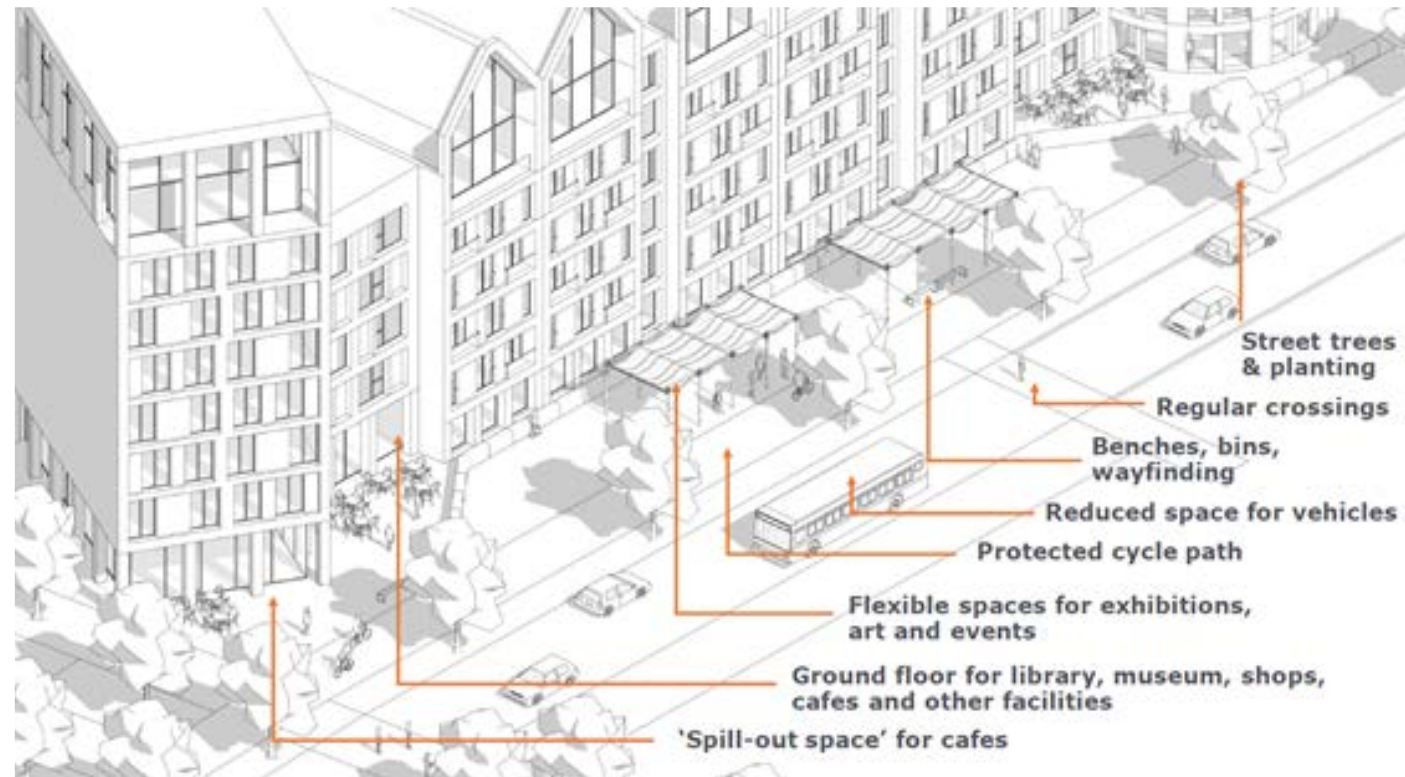 Street trees
& planting
Regular crossings
Benches, bins,
wayfinding
Reduced space for vehicles
Protected cycle path
Flexible spaces for exhibitions,
art and events
Ground floor for library, museum, shops,
cafes and other facilities
‘Spill-out space’ for cafes